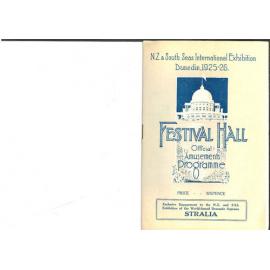 N.Z. & South Seas International Exhibition
Dunedin, 1925-26.
FESTIVAL HALL
Official
Amusements
Programme
PRICE - - SIXPENCE
Exclusive Engagement by the N.Z. and S.S.
Exhibition of the World-famed Dramatic Soprano
STRALIA